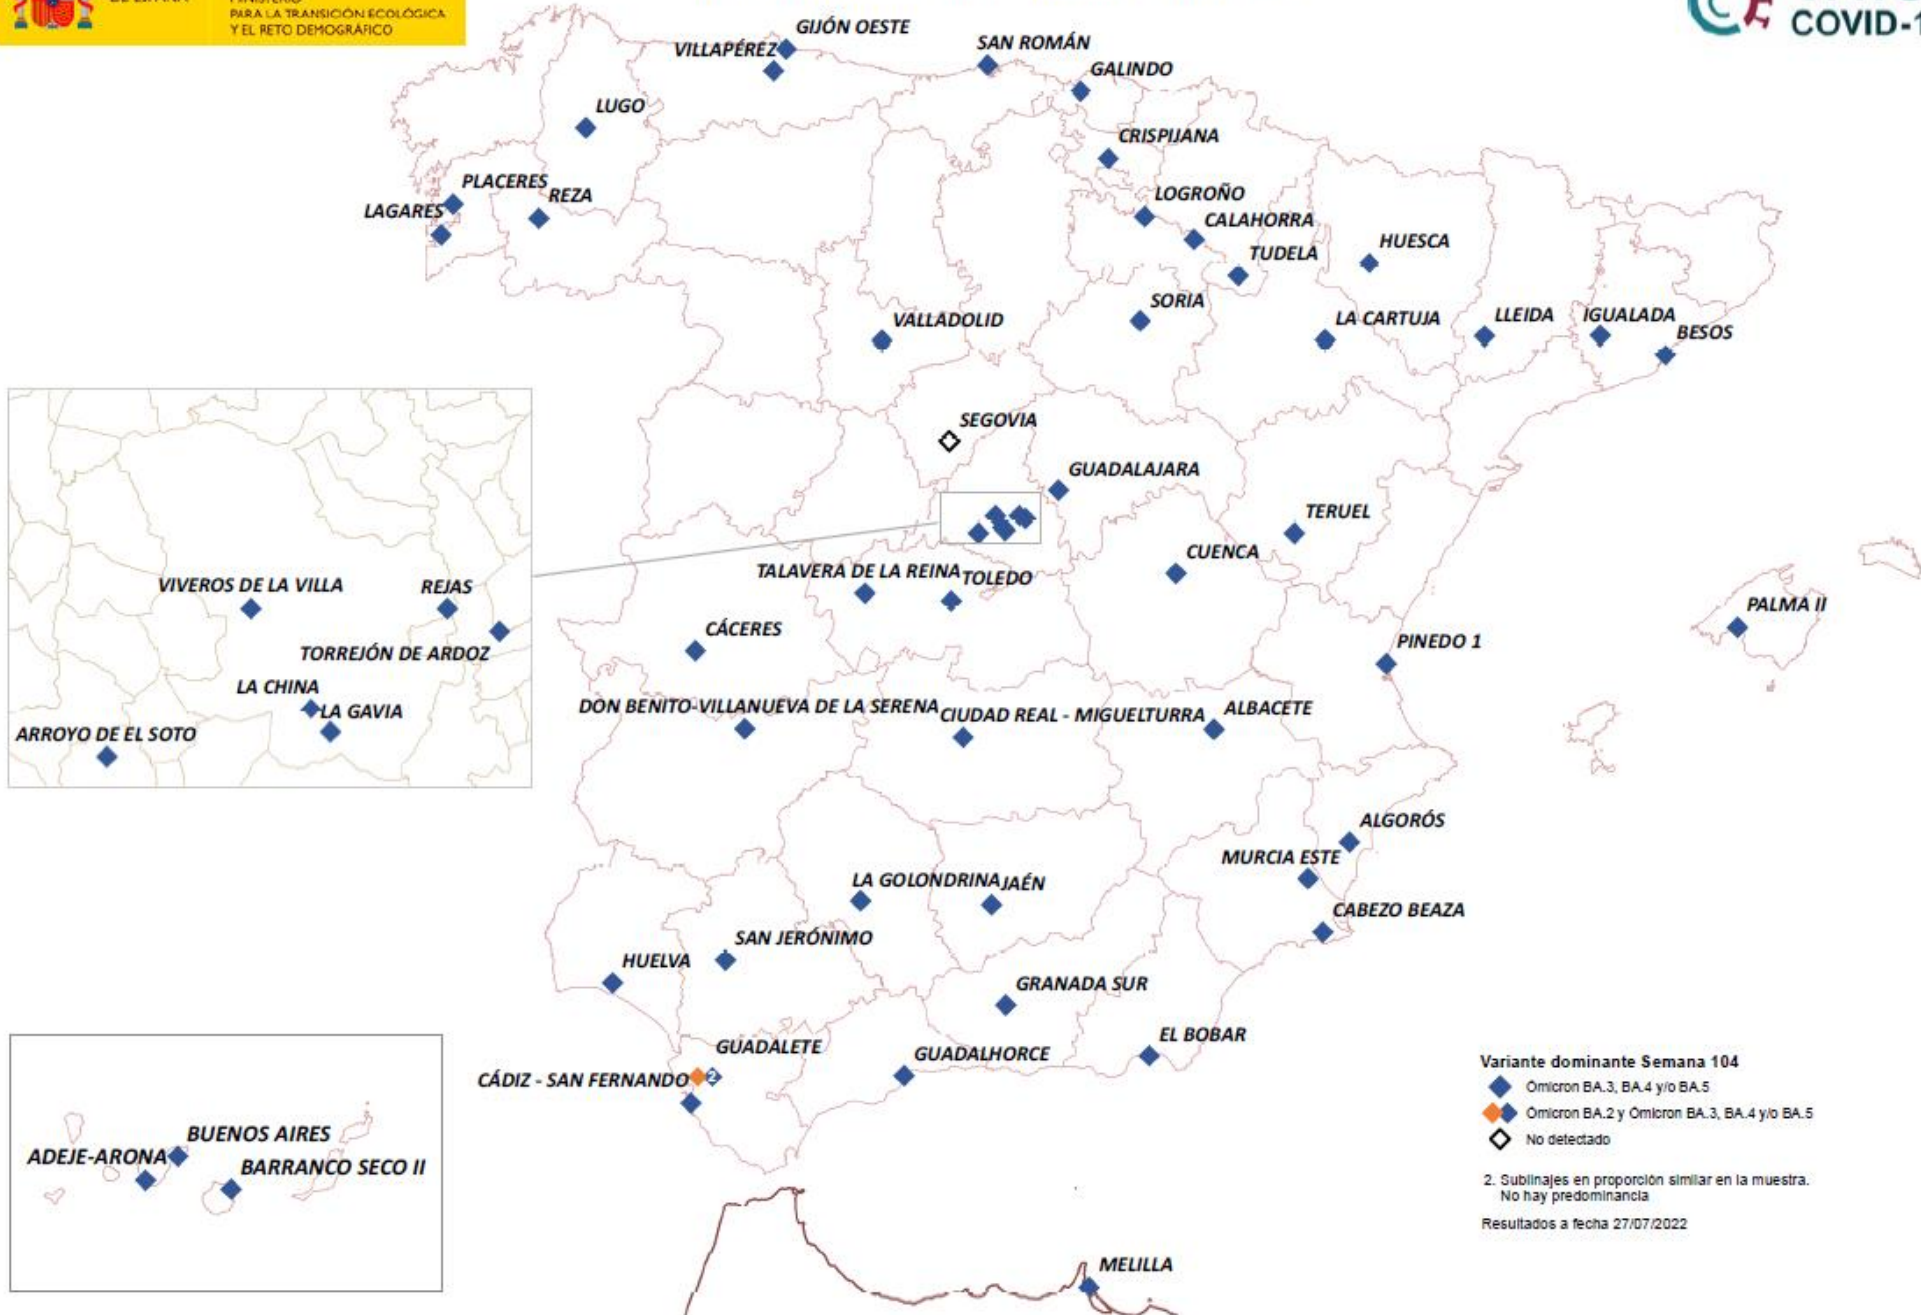 PARA LA TRANSICIÓN ECOLÓGICA
Y EL RETO DEMOGRÁFICO
COVID-1
GIJÓN OESTE
VILLAPÉREZ
SAN ROMÁN
GALINDO
LUGO
CRISPIJANA
PLACERES
REZA
LAGARES
LOGROÑO
CALAHORRA
TUDELA
HUESCA
SORIA
VALLADOLID
LA CARTUJA
LLEIDA
IGUALADA
BESOS
SEGOVIA
GUADALAJARA
TERUEL
CUENCA
TALAVERA DE LA REINA
TOLEDO
VIVEROS DE LA VILLA
REJAS
TORREJÓN DE ARDOZ
LA CHINA
LA GAVIA
ARROYO DE EL SOTO
CÁCERES
PALMA II
PINEDO 1
DON BENITO-VILLANUEVA DE LA SERENA
CIUDAD REAL - MIGUELTURRA
ALBACETE
ALGORÓS
MURCIA ESTE
LA GOLONDRINA
JAÉN
CABEZO BEAZA
SAN JERÓNIMO
HUELVA
GRANADA SUR
EL BOBAR
GUADALETE
GUADALHORCE
CÁDIZ - SAN FERNANDO
2
BUENOS AIRES
ADEJE-ARONA
BARRANCO SECO II
MELILLA
Variante dominante Semana 104
Ómicron BA.3, BA.4 y/o BA.5
Ómicron BA.2 y Ómicron BA.3, BA.4 y/o BA.5
No detectado
2. Sublinajes en proporción similar en la muestra.
No hay predominancia
Resultados a fecha 27/07/2022